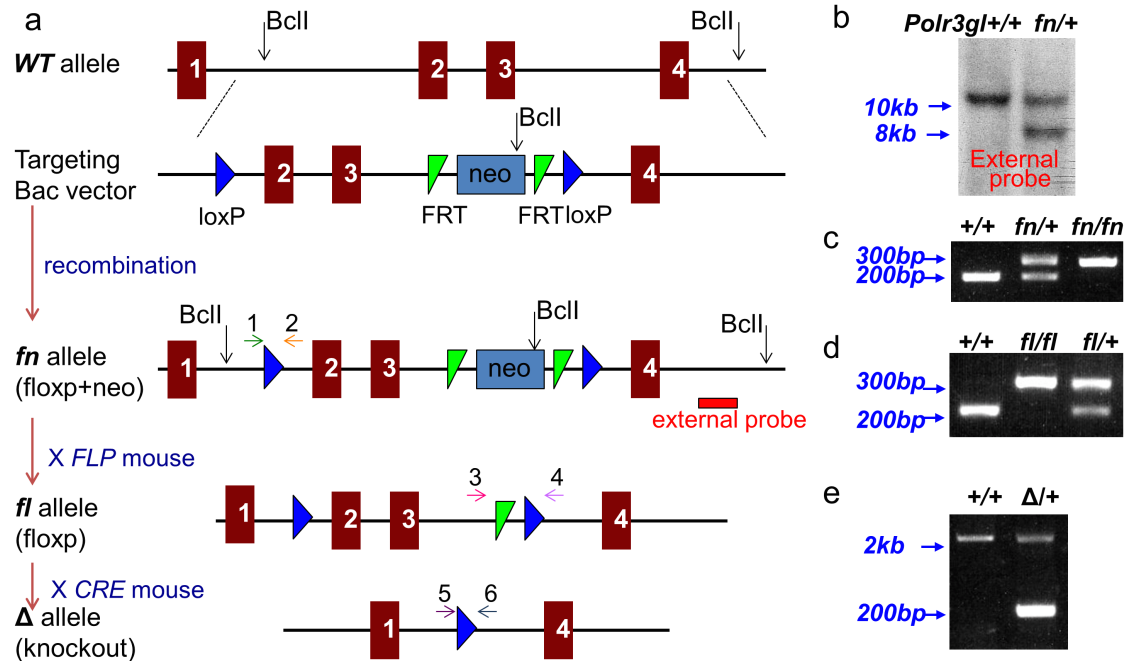 a
BclI
BclI
WT allele
1
2
3
4
BclI
Targeting
Bac vector
2
3
neo
4
loxP
FRT
FRT
loxP
recombination
BclI
1
2
BclI
BclI
fn allele
(floxp+neo)
1
2
3
neo
4
external probe
X FLP mouse
3
4
fl allele
(floxp)
1
2
3
4
X CRE mouse
5
6
Δ allele
(knockout)
1
4
b
Polr3gl+/+ fn/+
10kb
8kb
External
probe
c
+/+ fn/+ fn/fn
300bp
200bp
d
+/+ fl/fl fl/+
300bp
200bp
e
+/+ Δ/+
2kb
200bp